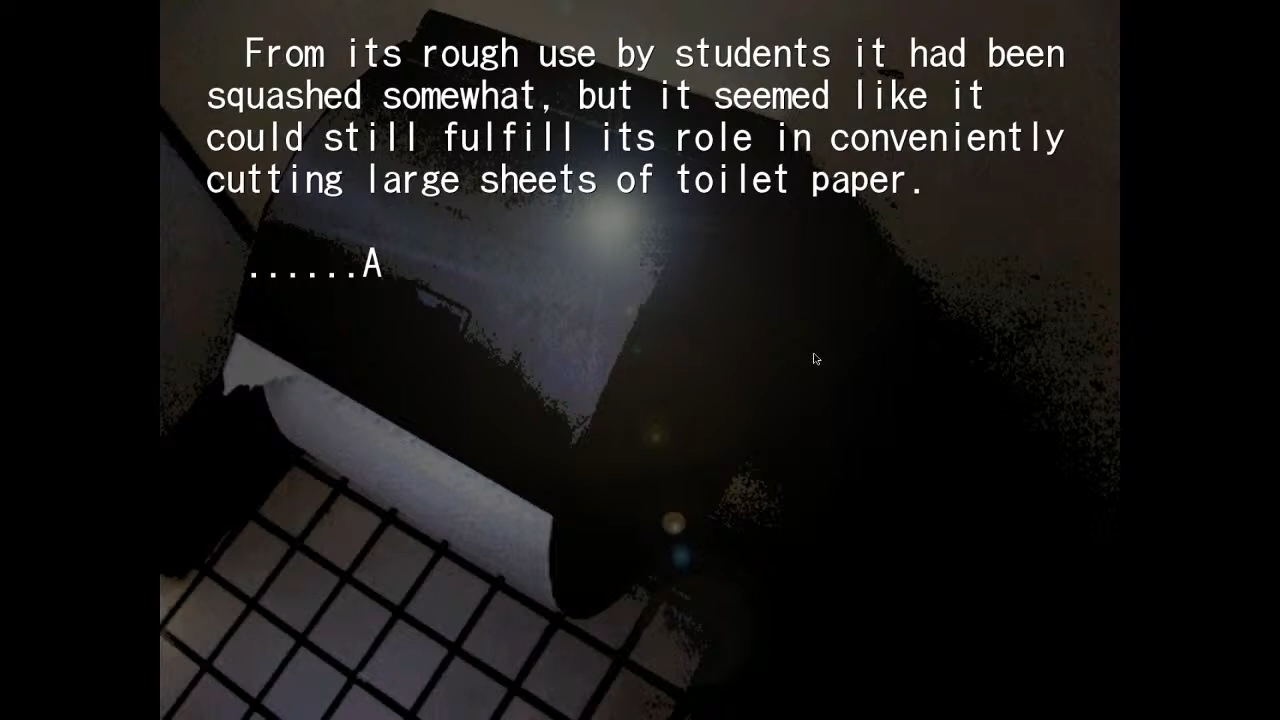 From its rough use by students it had been
squashed somewhat, but it seemed like it
could still fulfill its role in conveniently
cutting large sheets of toilet paper.
......A